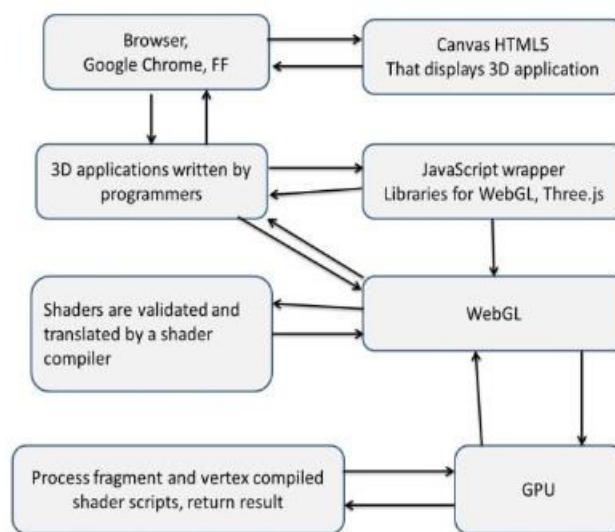 Browser,
Google Chrome, FF
Canvas HTML5
That displays 3D application
3D applications written by
programmers
JavaScript wrapper
Libraries for WebGL, Three.js
Shaders are validated and
translated by a shader
compiler
WebGL
Process fragment and vertex compiled
shader scripts, return result
GPU